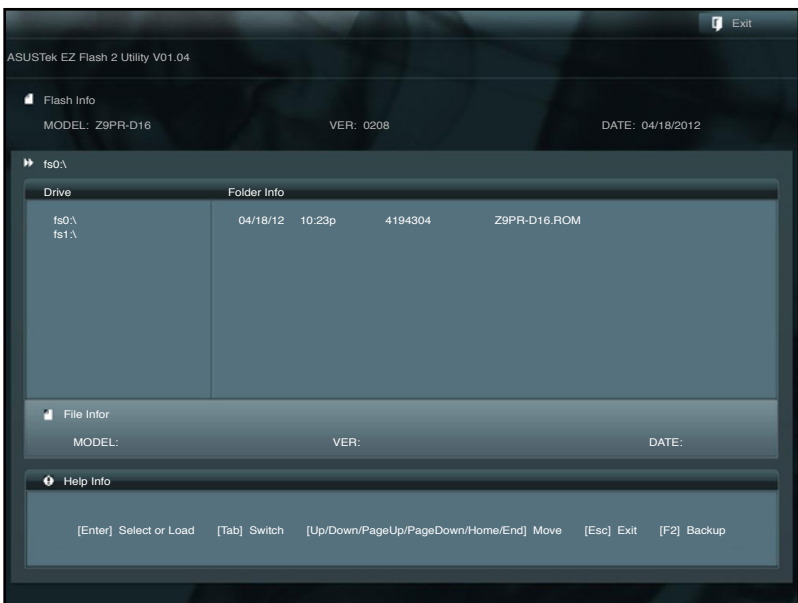 Exit
ASUSTek EZ Flash 2 Utility V01.04
Flash Info
MODEL: Z9PR-D16 VER: 0208 DATE: 04/18/2012
fs0:\
Drive Folder Info
fs0:\ 04/18/12 10:23p 4194304 Z9PR-D16.ROM
fs1:\
File Infor
MODEL: VER: DATE:
Help Info
[Enter] Select or Load [Tab] Switch [Up/Down/PageUp/PageDown/Home/End] Move [Esc] Exit [F2] Backup